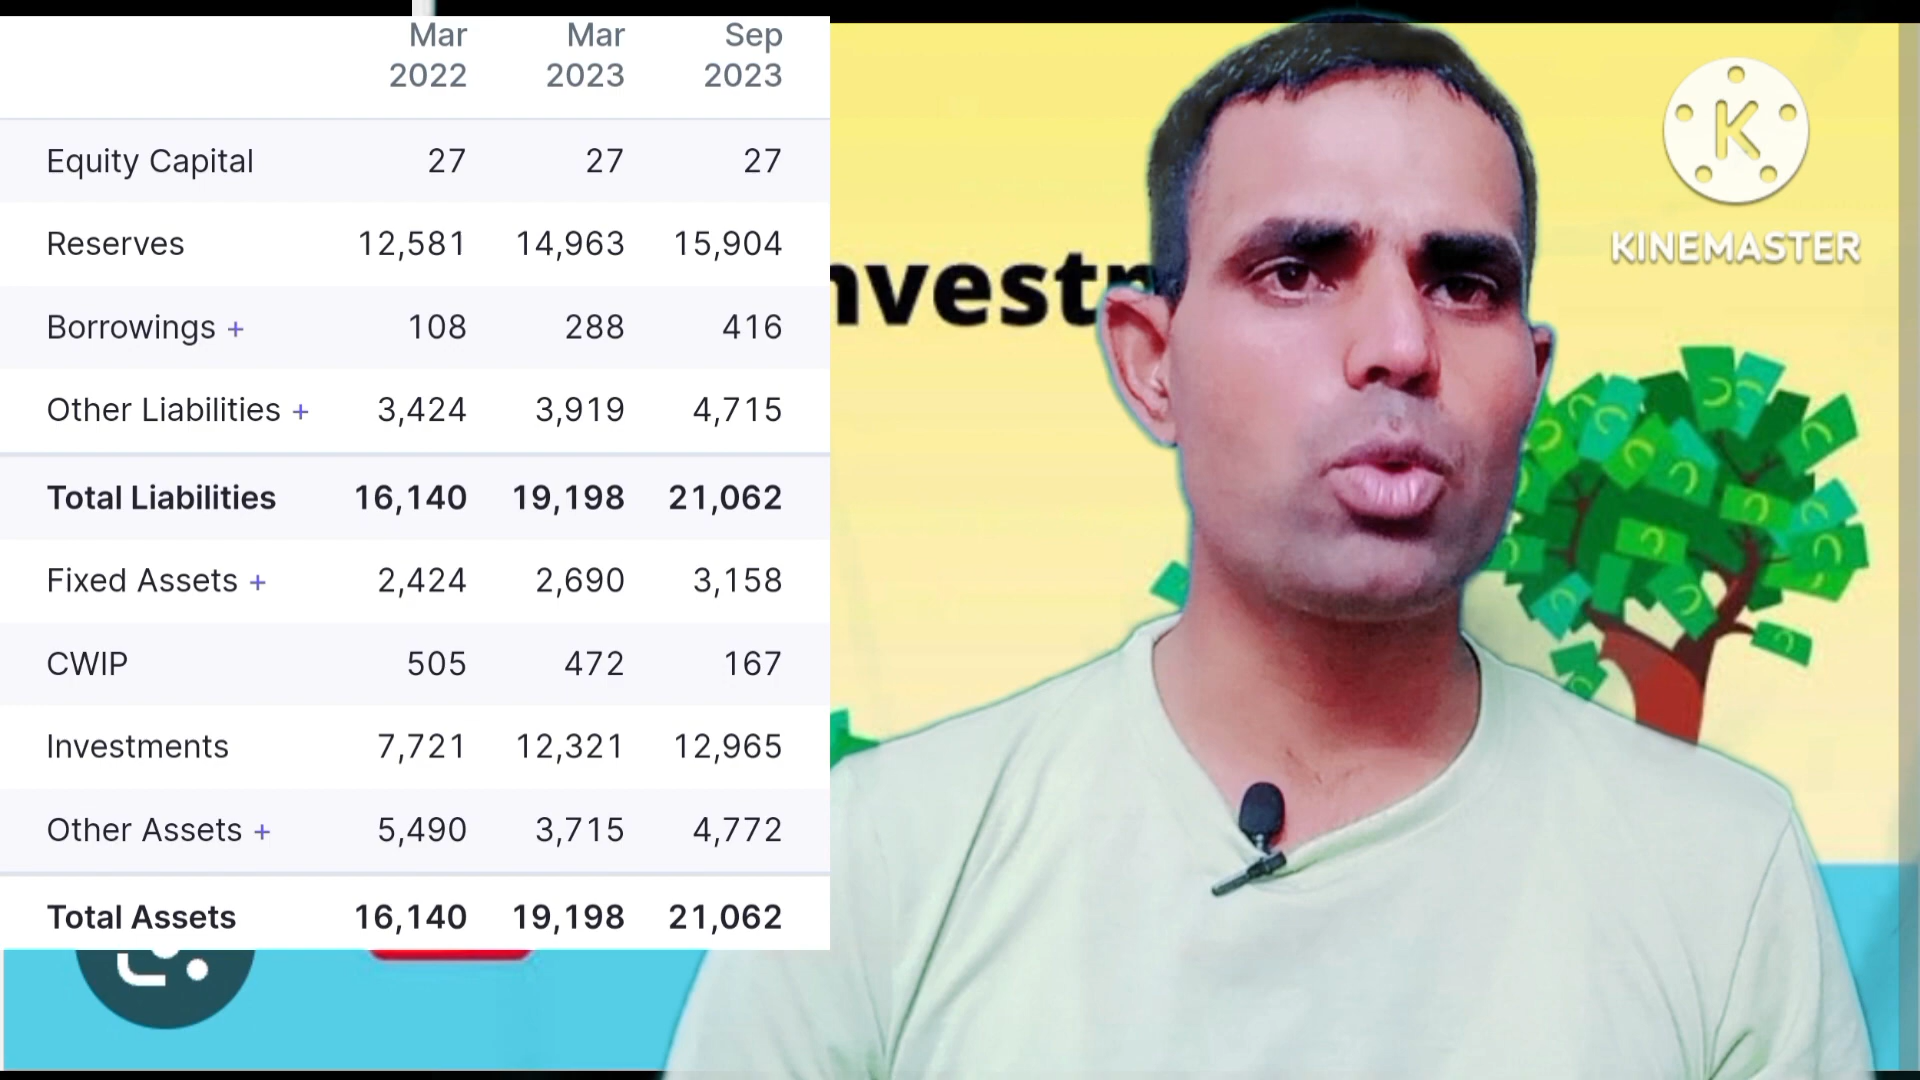 Mar Mar Sep
2022 2023 2023
Equity Capital 27 27 27
Reserves 12,581 14,963 15,904
Borrowings + 108 288 416
Other Liabilities + 3,424 3,919 4,715
Total Liabilities 16,140 19,198 21,062
Fixed Assets + 2,424 2,690 3,158
CWIP 505 472 167
Investments 7,721 12,321 12,965
Other Assets + 5,490 3,715 4,772
Total Assets 16,140 19,198 21,062
K
KINEMASTER